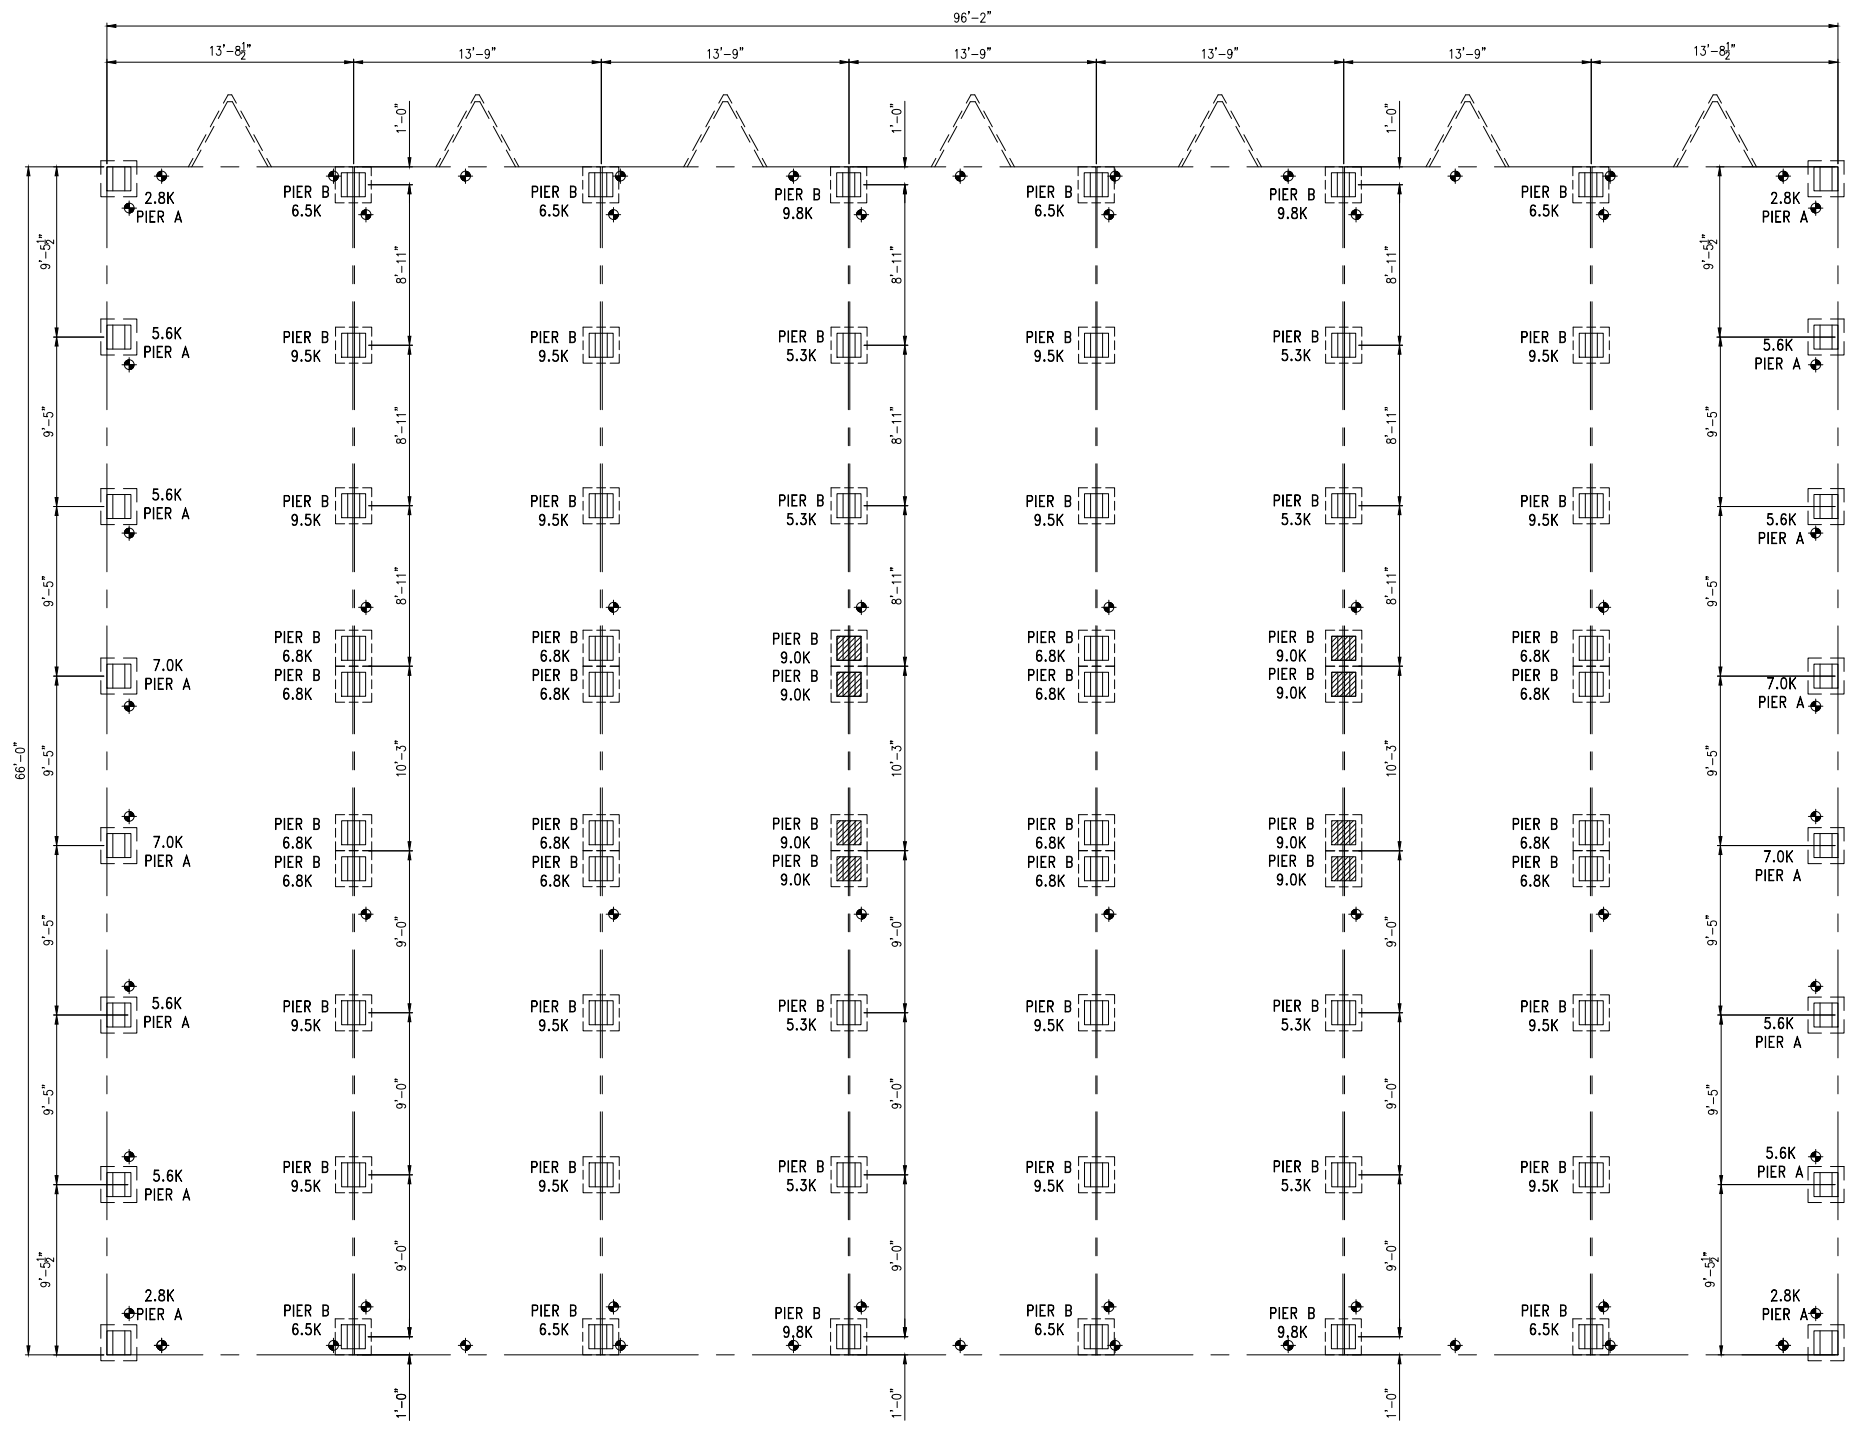 96'-2"
13'-8½" 13'-9" 13'-9" 13'-9" 13'-9" 13'-9" 13'-8½"
1'-0" 1'-0" 1'-0"
PIER B PIER B PIER B PIER B PIER B PIER B
2.8K 6.5K 6.5K 9.8K 6.5K 9.8K 6.5K 2.8K
PIER A PIER A
9'-5½" 8'-11" 8'-11" 8'-11" 9'-5½"
5.6K PIER B PIER B PIER B PIER B PIER B PIER B 5.6K
PIER A 9.5K 9.5K 5.3K 9.5K 5.3K 9.5K PIER A
9'-5" 8'-11" 8'-11" 8'-11" 9'-5"
5.6K PIER B PIER B PIER B PIER B PIER B PIER B 5.6K
PIER A 9.5K 9.5K 5.3K 9.5K 5.3K 9.5K PIER A
9'-5" 8'-11" 8'-11" 8'-11" 9'-5"
PIER B PIER B PIER B PIER B PIER B PIER B
6.8K 6.8K 9.0K 6.8K 9.0K 6.8K
7.0K PIER B PIER B PIER B PIER B PIER B PIER B 7.0K
PIER A 6.8K 6.8K 9.0K 6.8K 9.0K 6.8K PIER A
66'-0" 9'-5" 10'-3" 10'-3" 10'-3" 9'-5"
PIER B PIER B PIER B PIER B PIER B PIER B
7.0K 6.8K 6.8K 9.0K 6.8K 9.0K 6.8K 7.0K
PIER A PIER B PIER B PIER B PIER B PIER B PIER B PIER A
6.8K 6.8K 9.0K 6.8K 9.0K 6.8K
9'-5" 9'-0" 9'-0" 9'-0" 9'-5"
5.6K PIER B PIER B PIER B PIER B PIER B PIER B 5.6K
PIER A 9.5K 9.5K 5.3K 9.5K 5.3K 9.5K PIER A
9'-5" 9'-0" 9'-0" 9'-0" 9'-5"
5.6K PIER B PIER B PIER B PIER B PIER B PIER B 5.6K
PIER A 9.5K 9.5K 5.3K 9.5K 5.3K 9.5K PIER A
9'-5½" 9'-0" 9'-0" 9'-0" 9'-5½"
2.8K PIER B PIER B PIER B PIER B PIER B PIER B 2.8K
PIER A 6.5K 6.5K 9.8K 6.5K 9.8K 6.5K PIER A
1'-0" 1'-0" 1'-0"